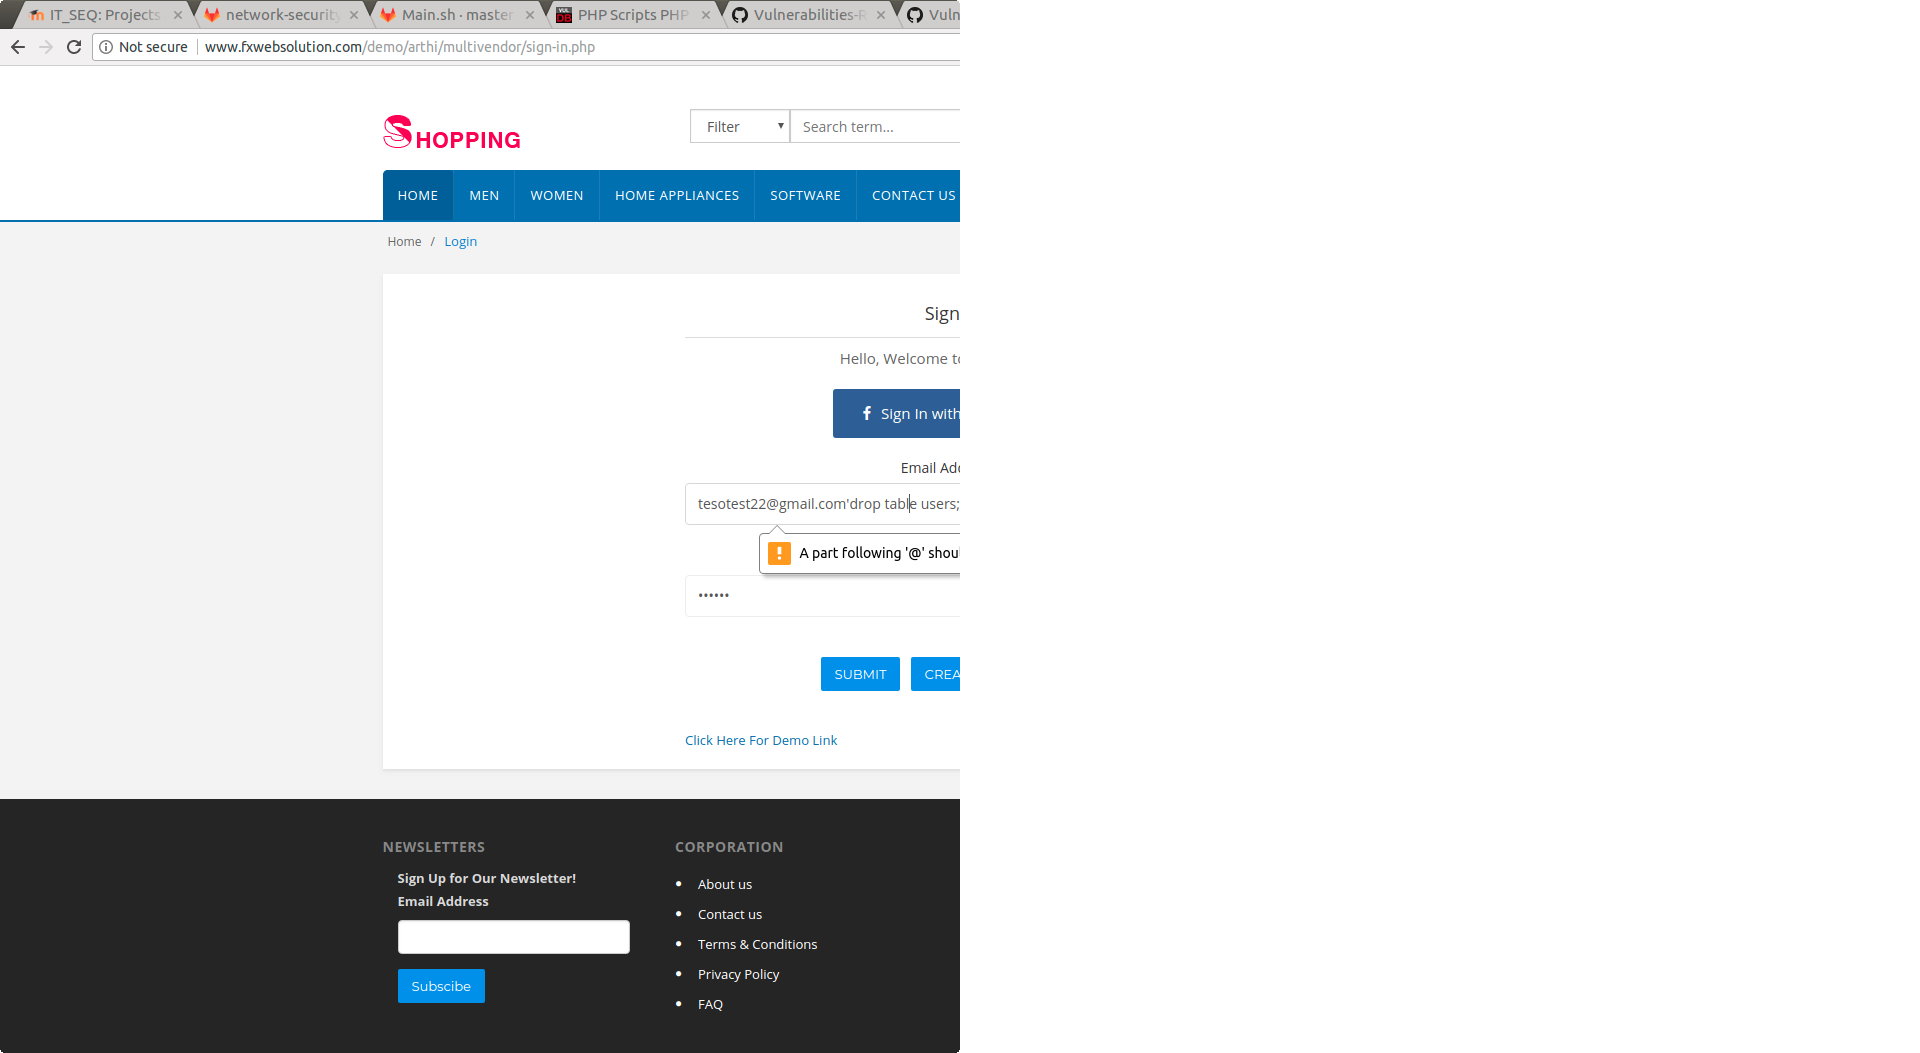 IT_SEQ: Projects
network-security
Main.sh · master
PHP Scripts PHP
Vulnerabilities-R
Vuln
Not secure
www.fxwebsolution.com/demo/arthi/multivendor/sign-in.php
SHOPPING
Filter
Search term...
HOME MEN WOMEN HOME APPLIANCES SOFTWARE CONTACT US
Home / Login
Sign
Hello, Welcome to
f Sign In with
Email Add
tesotest22@gmail.com'drop table users;
! A part following '@' shou
••••••
SUBMIT CREA
Click Here For Demo Link
NEWSLETTERS
Sign Up for Our Newsletter!
Email Address
Subscibe
CORPORATION
• About us
• Contact us
• Terms & Conditions
• Privacy Policy
• FAQ